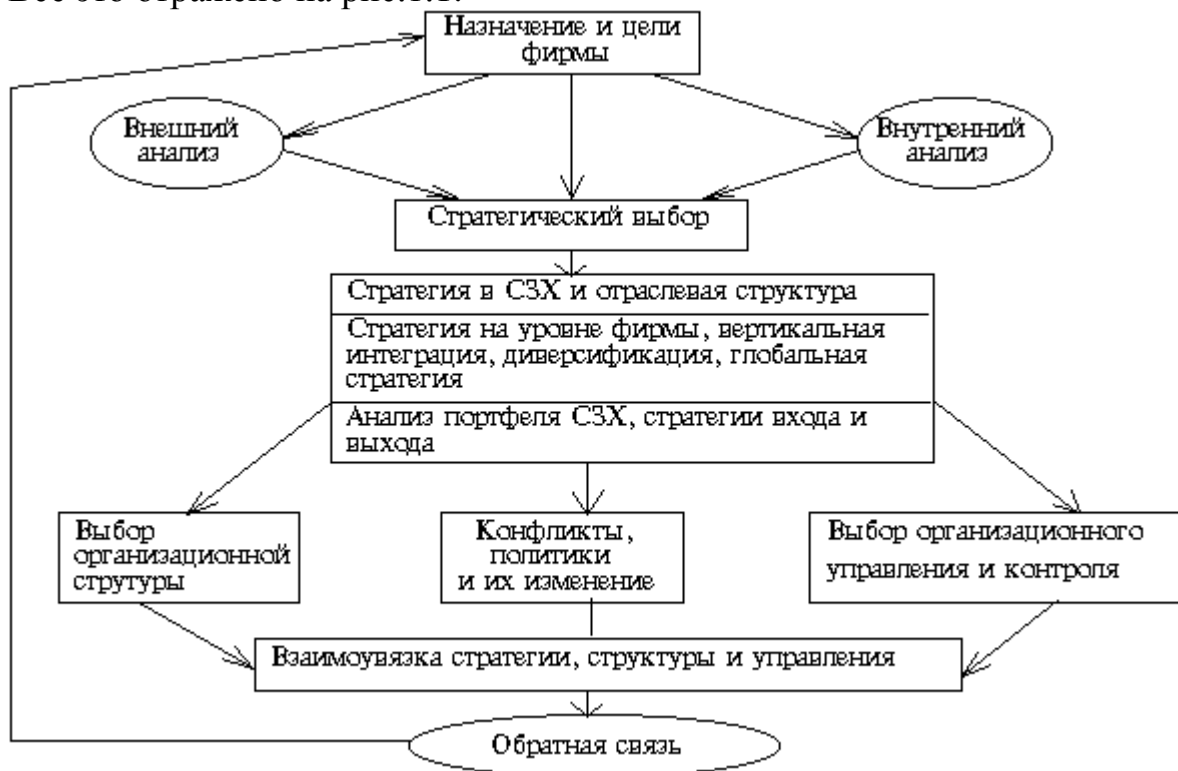 Все это отражено на рис.1.1.
Назначение и цели
фирмы
Внешний
анализ
Внутренний
анализ
Стратегический выбор
Стратегия в СЗХ и отраслевая структура
Стратегия на уровне фирмы, вертикальная
интеграция, диверсификация, глобальная
стратегия
Анализ портфеля СЗХ, стратегии входа и
выхода
Выбор
организационной
струтуры
Конфликты,
политики
и их изменение
Выбор организационного
управления и контроля
Взаимоувязка стратегии, структуры и управления
Обратная связь